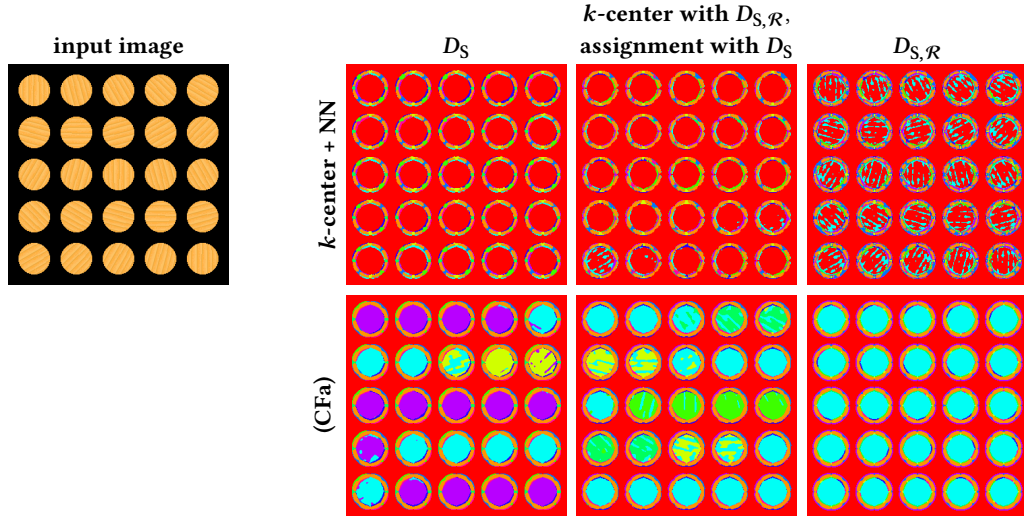 input image
D_S
k-center with D_{S,ℛ},
assignment with D_S
D_{S,ℛ}
k-center + NN
(CFa)